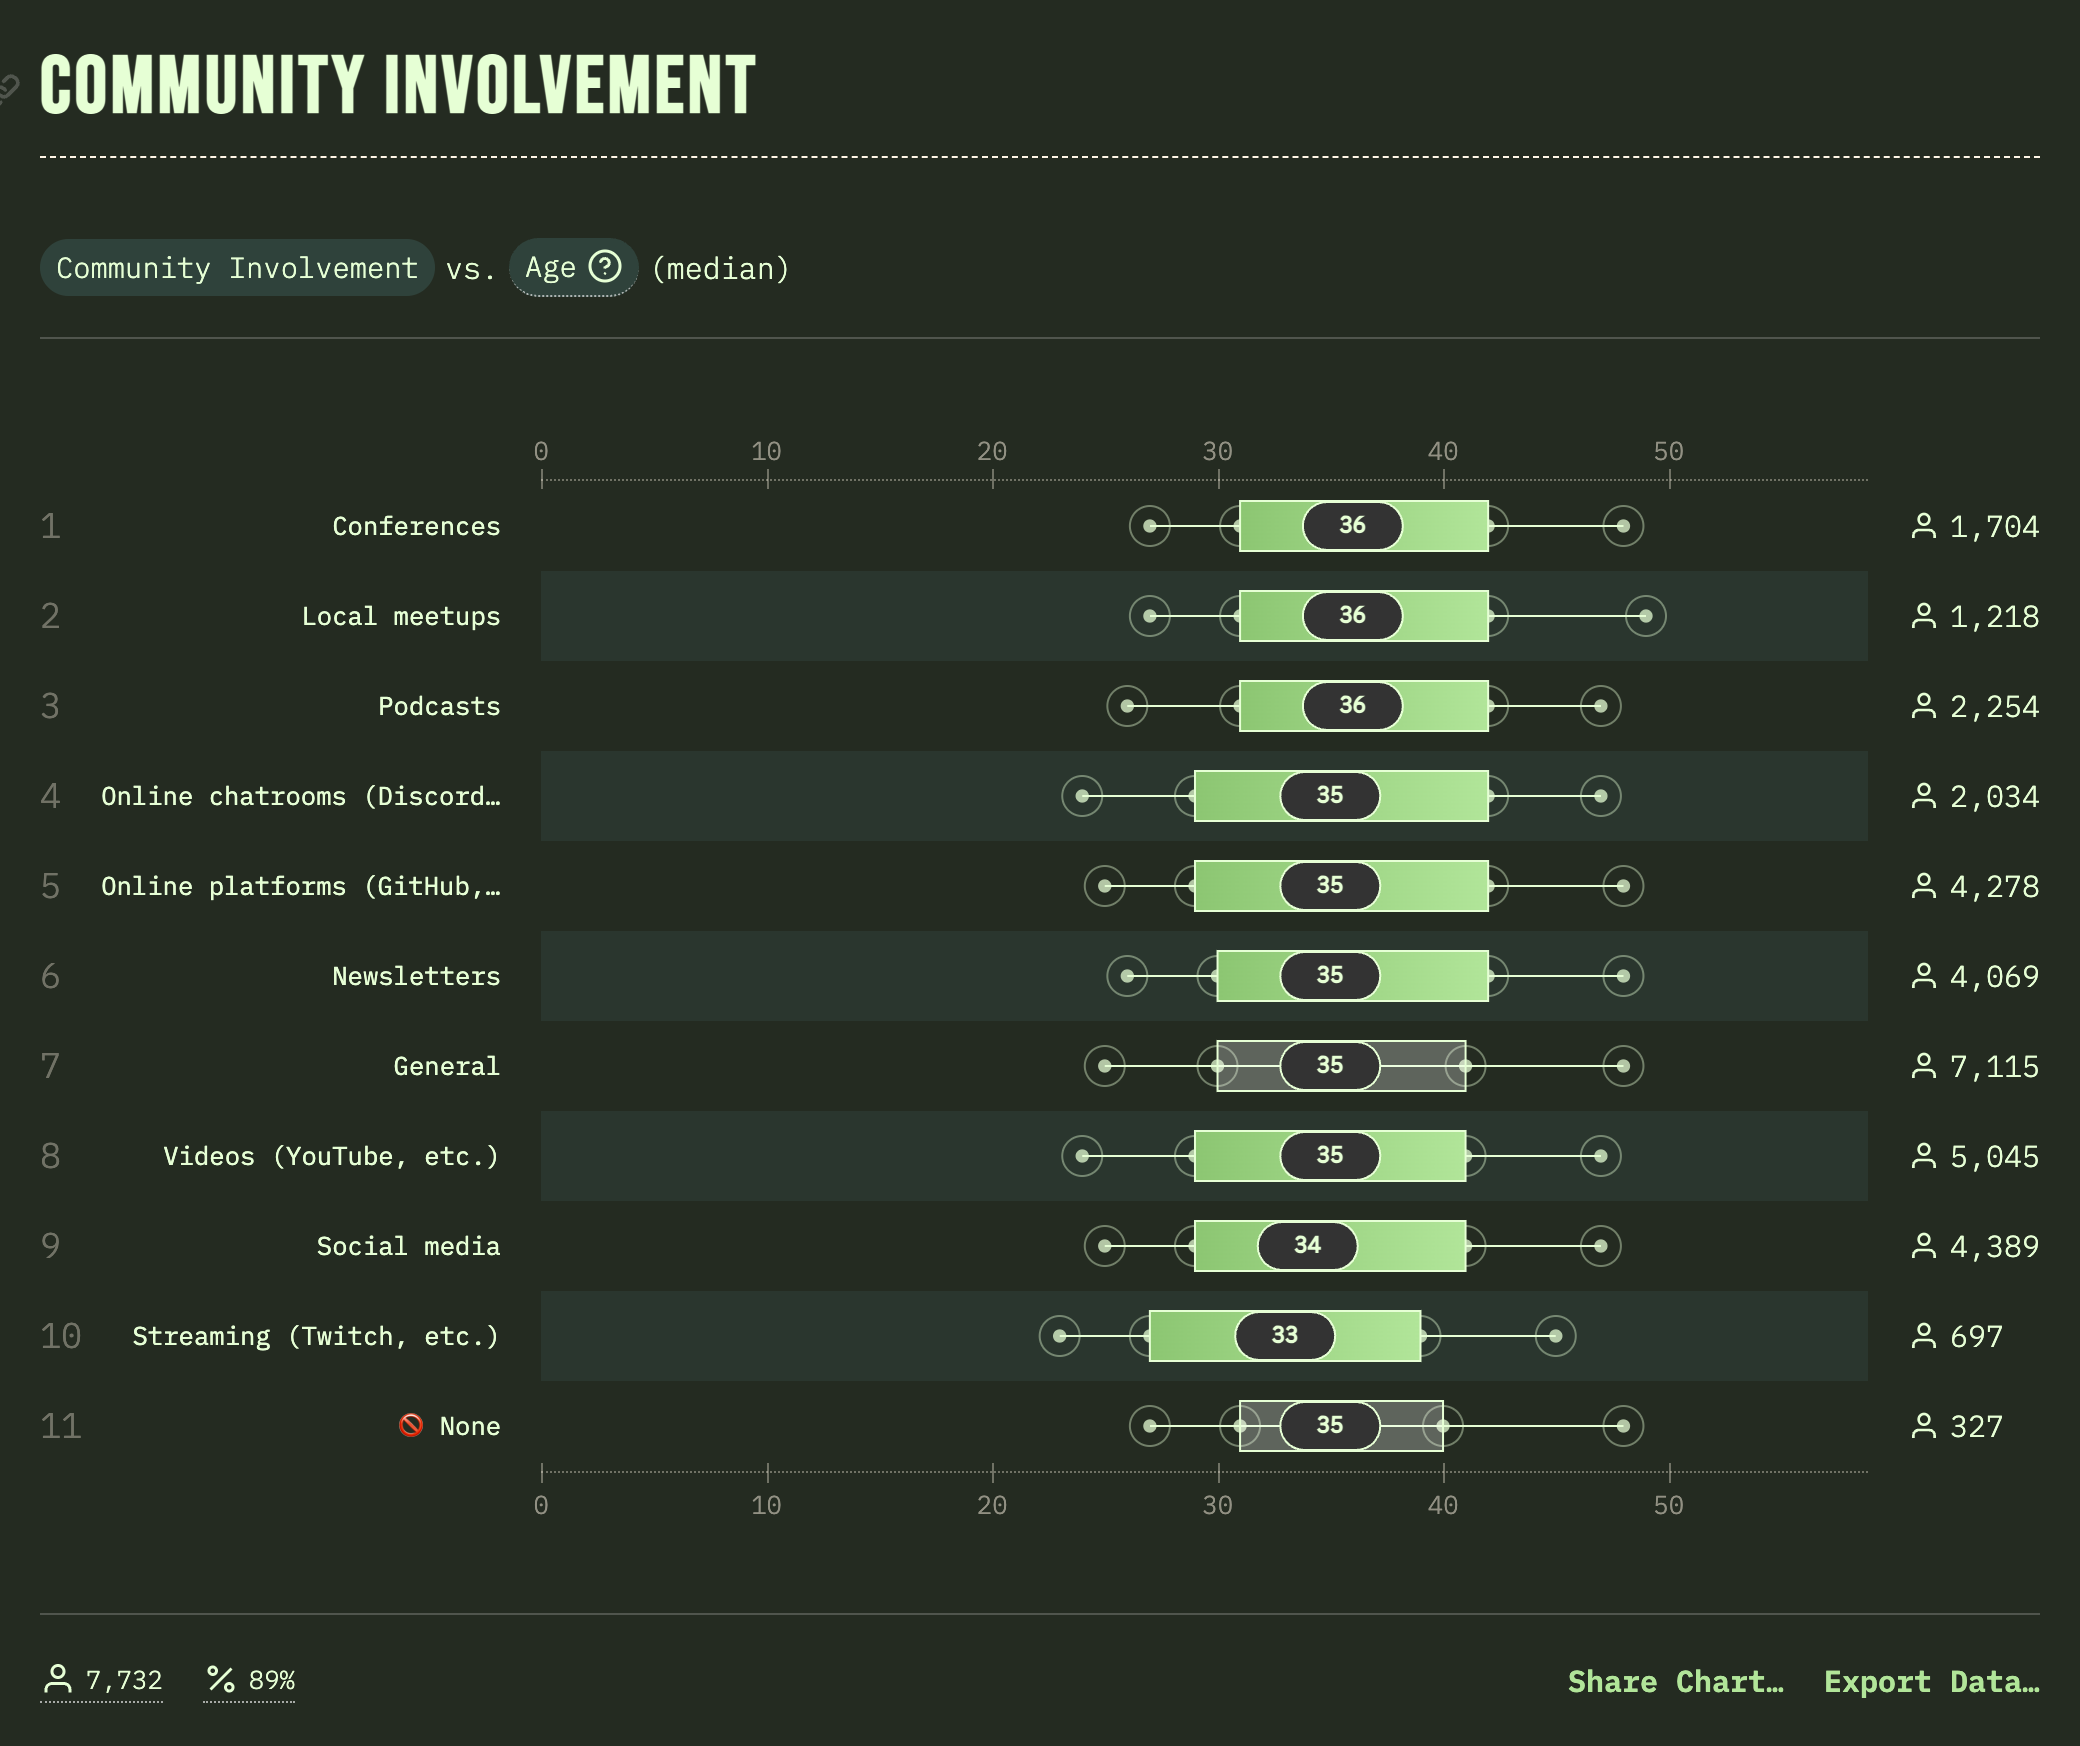 COMMUNITY INVOLVEMENT
Community Involvement vs. Age (median)
0 10 20 30 40 50
1 Conferences 36 1,704
2 Local meetups 36 1,218
3 Podcasts 36 2,254
4 Online chatrooms (Discord… 35 2,034
5 Online platforms (GitHub,… 35 4,278
6 Newsletters 35 4,069
7 General 35 7,115
8 Videos (YouTube, etc.) 35 5,045
9 Social media 34 4,389
10 Streaming (Twitch, etc.) 33 697
11 🚫 None 35 327
0 10 20 30 40 50
7,732 89% Share Chart… Export Data…